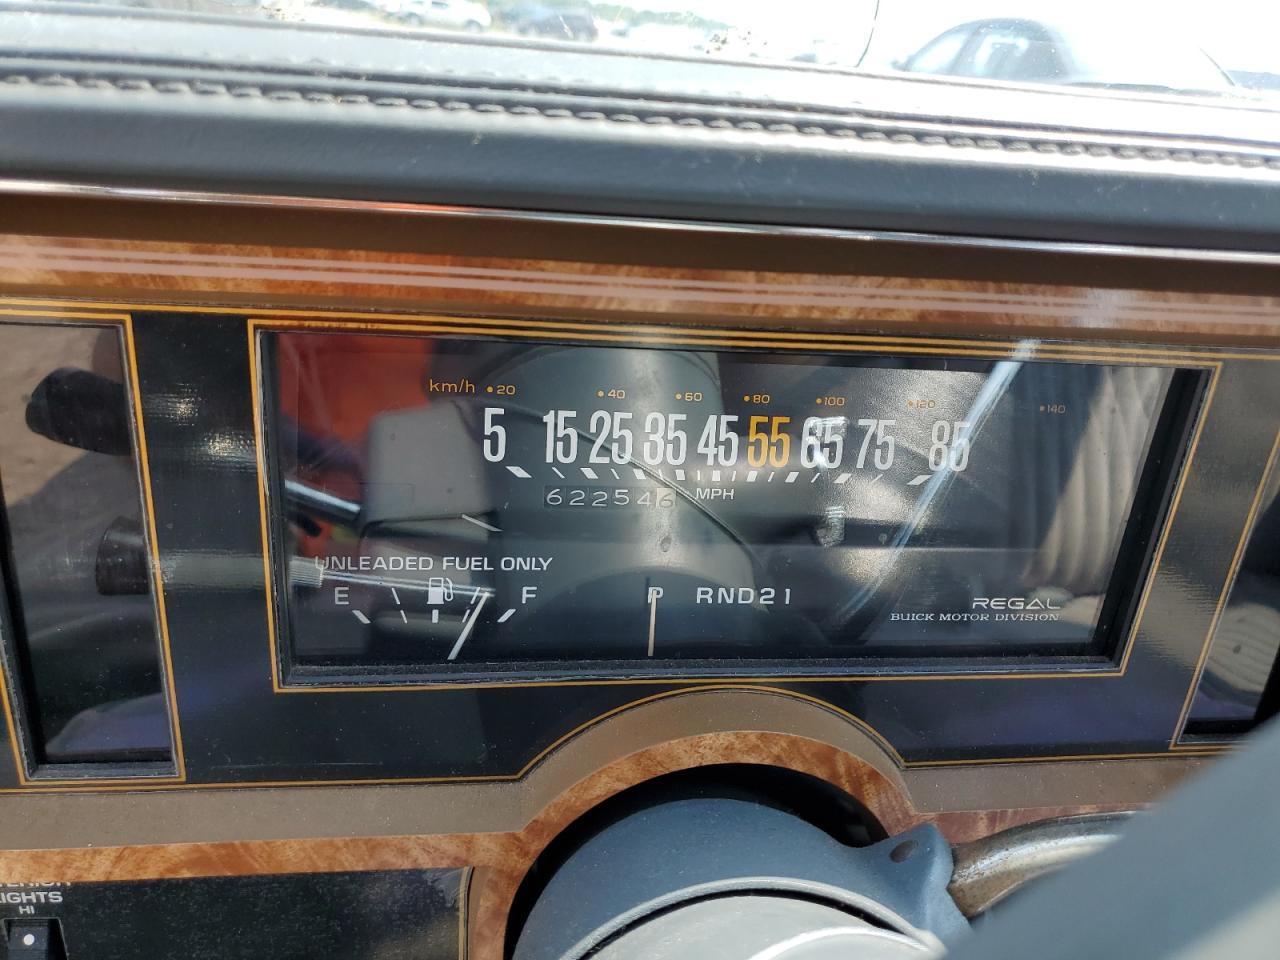 km/h 20 40 60 80 100 120 140
5 15 25 35 45 55 65 75 85
622546 MPH
UNLEADED FUEL ONLY
E F P RND21
REGAL
BUICK MOTOR DIVISION
HI